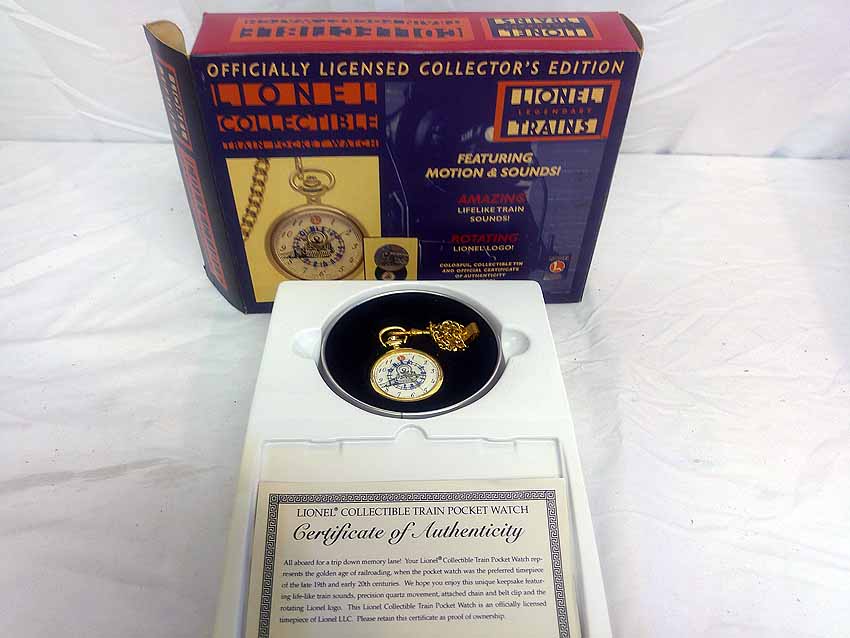 COLLECTIBLE
LIONEL
TRAINS
OFFICIALLY LICENSED COLLECTOR'S EDITION
LIONEL
COLLECTIBLE
TRAIN POCKET WATCH
LIONEL
LEGENDARY
TRAINS
FEATURING
MOTION & SOUNDS!
AMAZING
LIFELIKE TRAIN
SOUNDS!
ROTATING
LIONEL LOGO!
COLORFUL, COLLECTIBLE TIN
AND OFFICIAL CERTIFICATE
OF AUTHENTICITY
LIONEL® COLLECTIBLE TRAIN POCKET WATCH
Certificate of Authenticity
All aboard for a trip down memory lane! Your Lionel® Collectible Train Pocket Watch rep-
resents the golden age of railroading, when the pocket watch was the preferred timepiece
of the late 19th and early 20th centuries. We hope you enjoy this unique keepsake featur-
ing life-like train sounds, precision quartz movement, attached chain and belt clip and the
rotating Lionel logo. This Lionel Collectible Train Pocket Watch is an officially licensed
timepiece of Lionel LLC. Please retain this certificate as proof of ownership.